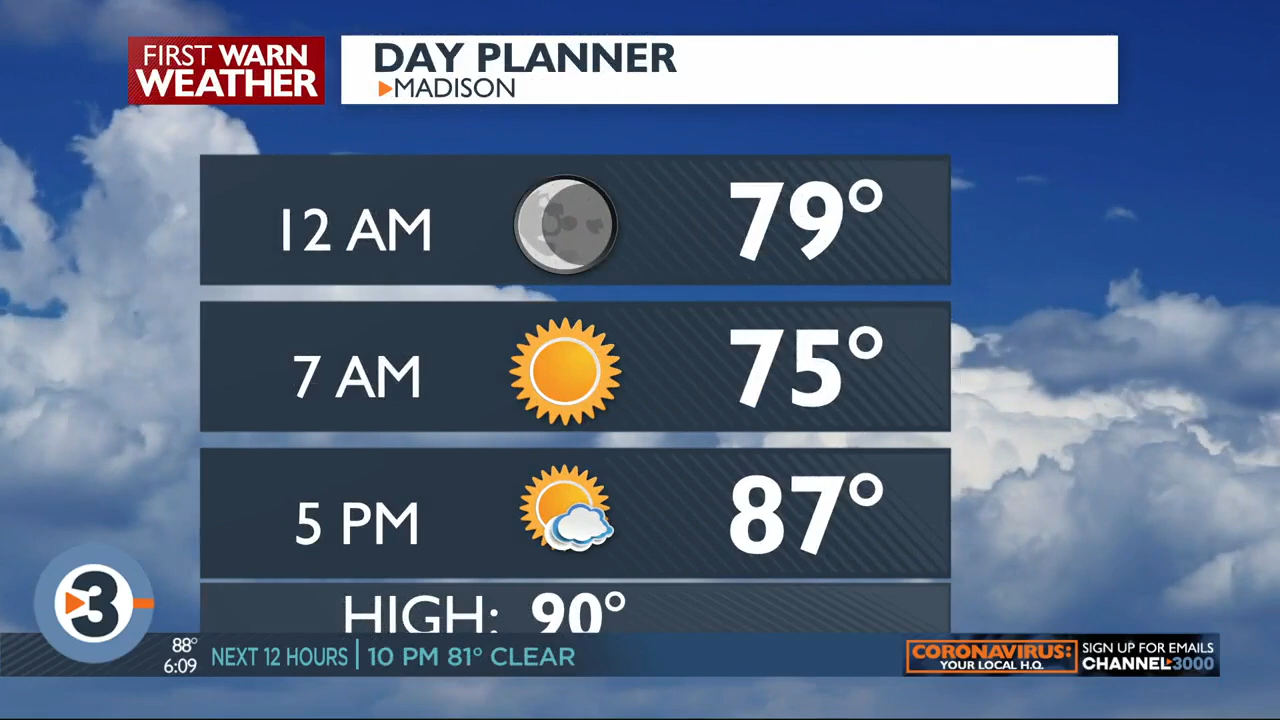 FIRST WARN
WEATHER
DAY PLANNER
MADISON
12 AM 79°
7 AM 75°
5 PM 87°
HIGH: 90°
3
88°
6:09
NEXT 12 HOURS | 10 PM 81° CLEAR
CORONAVIRUS:
YOUR LOCAL H.Q.
SIGN UP FOR EMAILS
CHANNEL3000